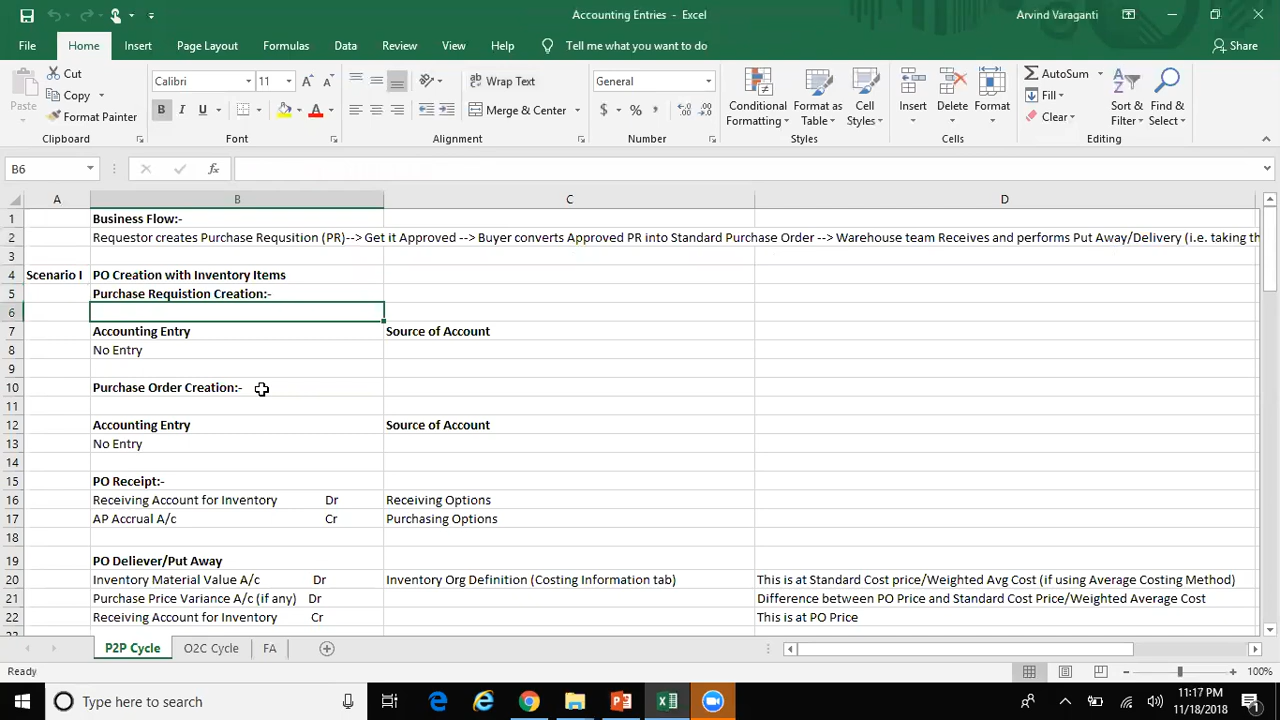 Accounting Entries - Excel
Arvind Varaganti
File Home Insert Page Layout Formulas Data Review View Help Tell me what you want to do Share
Paste
Cut
Copy
Format Painter
Calibri 11
B I U
Wrap Text
Merge & Center
General
$ % ,
Conditional Formatting
Format as Table
Cell Styles
Insert
Delete
Format
AutoSum
Fill
Clear
Sort & Filter
Find & Select
Clipboard Font Alignment Number Styles Cells Editing
B6 fx
A B C D
1 Business Flow:-
2 Requestor creates Purchase Requsition (PR)--> Get it Approved --> Buyer converts Approved PR into Standard Purchase Order --> Warehouse team Receives and performs Put Away/Delivery (i.e. taking th
3
4 Scenario I PO Creation with Inventory Items
5 Purchase Requistion Creation:-
6
7 Accounting Entry Source of Account
8 No Entry
9
10 Purchase Order Creation:-
11
12 Accounting Entry Source of Account
13 No Entry
14
15 PO Receipt:-
16 Receiving Account for Inventory Dr Receiving Options
17 AP Accrual A/c Cr Purchasing Options
18
19 PO Deliever/Put Away
20 Inventory Material Value A/c Dr Inventory Org Definition (Costing Information tab) This is at Standard Cost price/Weighted Avg Cost (if using Average Costing Method)
21 Purchase Price Variance A/c (if any) Dr Difference between PO Price and Standard Cost Price/Weighted Average Cost
22 Receiving Account for Inventory Cr This is at PO Price
P2P Cycle O2C Cycle FA
Ready 100%
Type here to search
11:17 PM
11/18/2018